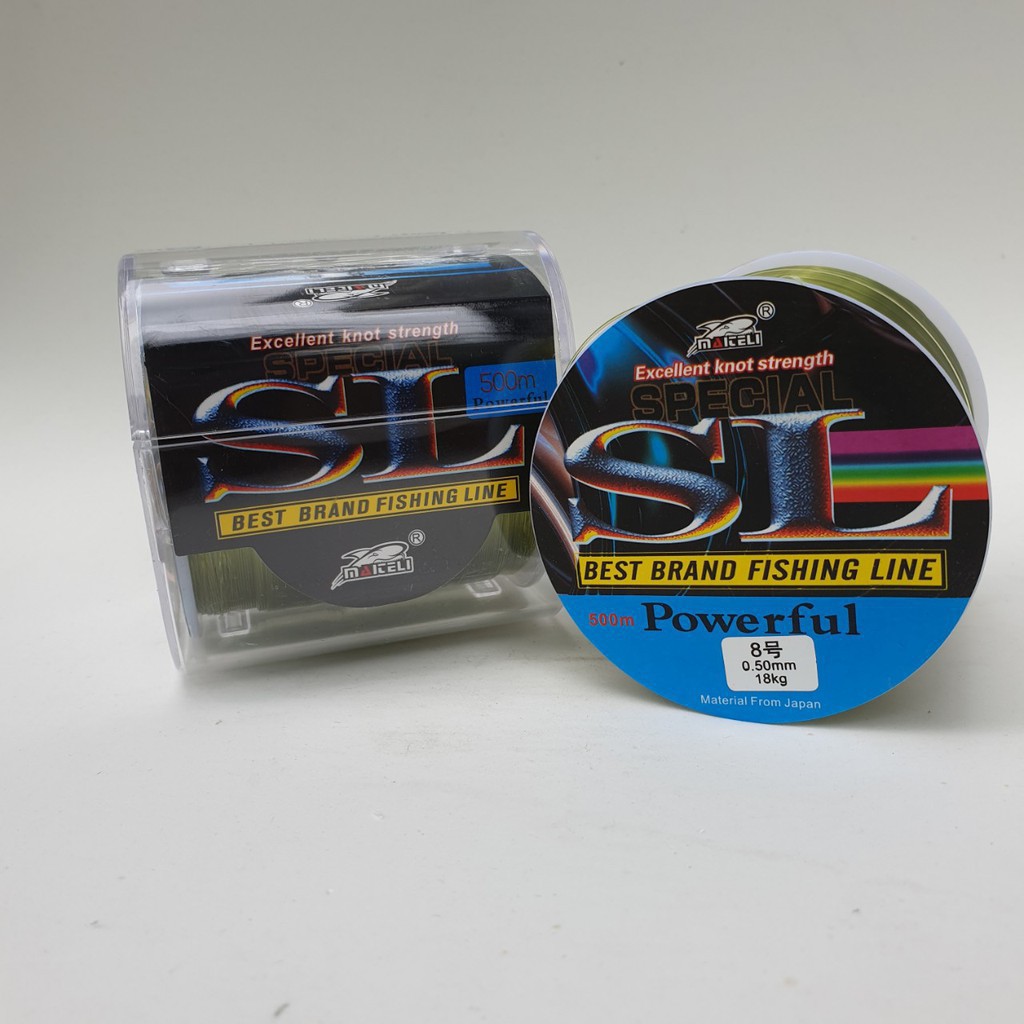 MAITELI
®
Excellent knot strength
SPECIAL
500m
Powerful
SL
BEST BRAND FISHING LINE
MAITELI
®
MAITELI
®
Excellent knot strength
SPECIAL
SL
BEST BRAND FISHING LINE
500m Powerful
8号
0.50mm
18kg
Material From Japan